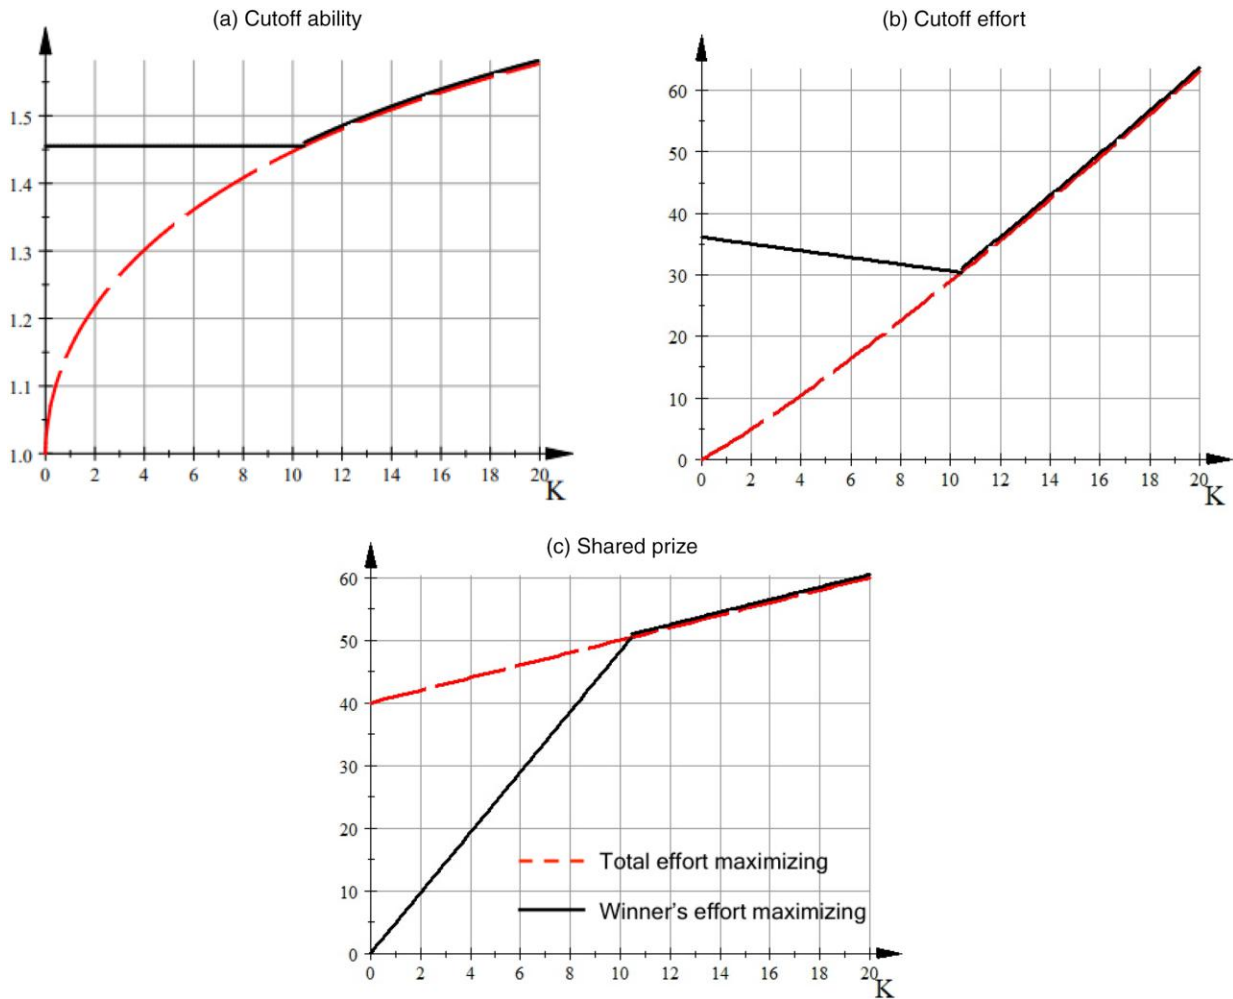 (a) Cutoff ability
1.5
1.4
1.3
1.2
1.1
1.0
0 2 4 6 8 10 12 14 16 18 20
K
(b) Cutoff effort
60
50
40
30
20
10
0
0 2 4 6 8 10 12 14 16 18 20
K
(c) Shared prize
60
50
40
30
20
10
0
Total effort maximizing
Winner's effort maximizing
0 2 4 6 8 10 12 14 16 18 20
K